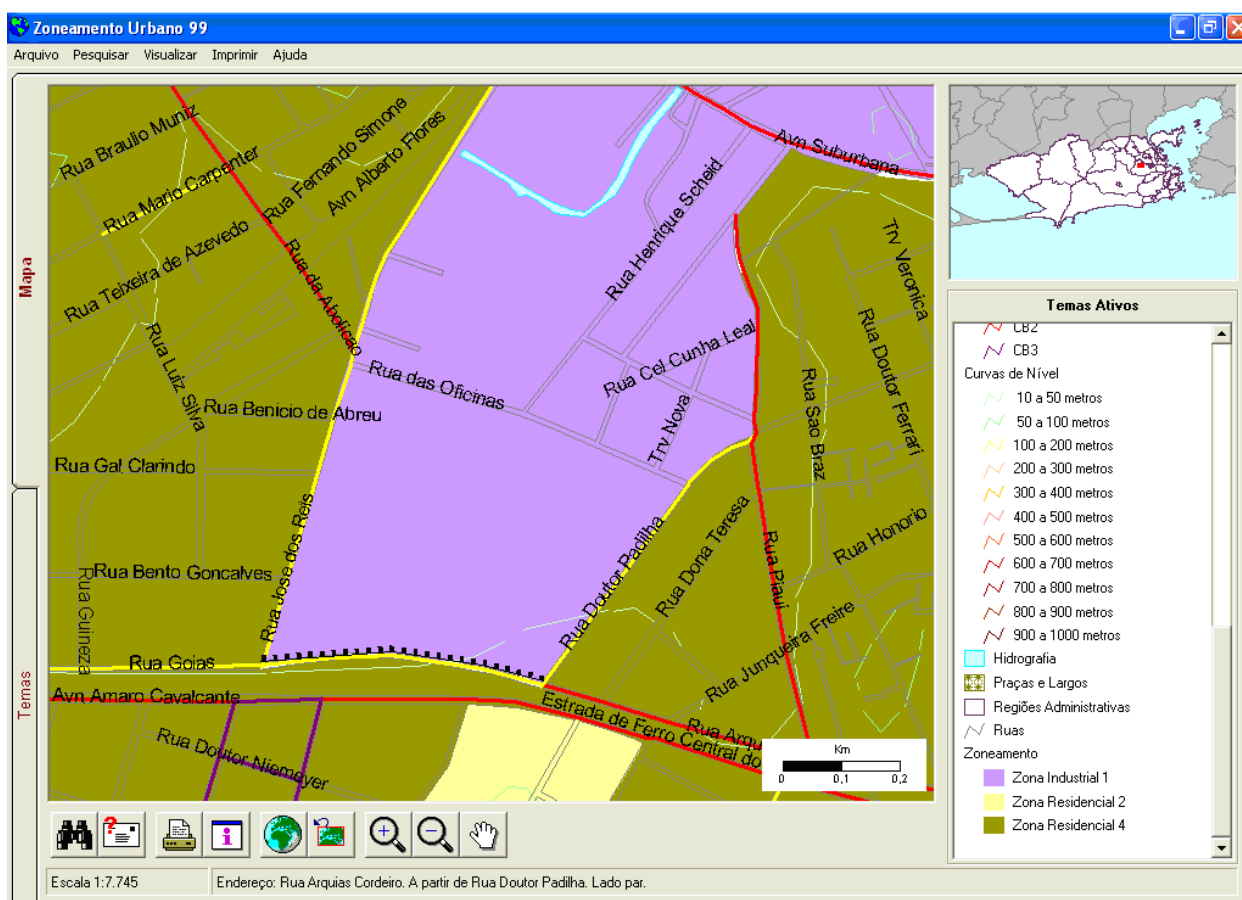 Zoneamento Urbano 99
Arquivo Pesquisar Visualizar Imprimir Ajuda
Mapa
Temas
Rua Braulio Muniz
Rua Mario Carpenter
Rua Fernando Simone
Avn Alberto Flores
Rua Teixeira de Azevedo
Rua da Abolicao
Rua Luiz Silva
Avn Suburbana
Rua Henrique Scheid
Trv Veronica
Rua Doutor Ferrari
Rua Cel Cunha Leal
Rua das Oficinas
Rua Benicio de Abreu
Trv Nova
Rua Sao Braz
Rua Gal Clarindo
Rua Jose dos Reis
Rua Bento Goncalves
Rua Guineza
Rua Doutor Padilha
Rua Dona Teresa
Rua Piaui
Rua Honorio
Rua Junqueira Freire
Rua Goias
Avn Amaro Cavalcante
Estrada de Ferro Central do
Rua Arqu
Rua Doutor Niemeyer
Km
0 0,1 0,2
Temas Ativos
CB2
CB3
Curvas de Nível
10 a 50 metros
50 a 100 metros
100 a 200 metros
200 a 300 metros
300 a 400 metros
400 a 500 metros
500 a 600 metros
600 a 700 metros
700 a 800 metros
800 a 900 metros
900 a 1000 metros
Hidrografia
Praças e Largos
Regiões Administrativas
Ruas
Zoneamento
Zona Industrial 1
Zona Residencial 2
Zona Residencial 4
Escala 1:7.745
Endereço: Rua Arquias Cordeiro. A partir de Rua Doutor Padilha. Lado par.